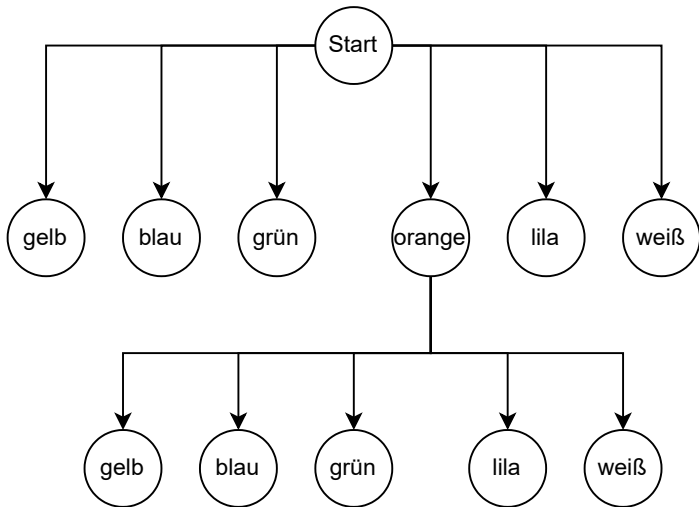 Start
gelb
blau
grün
orange
lila
weiß
gelb
blau
grün
lila
weiß